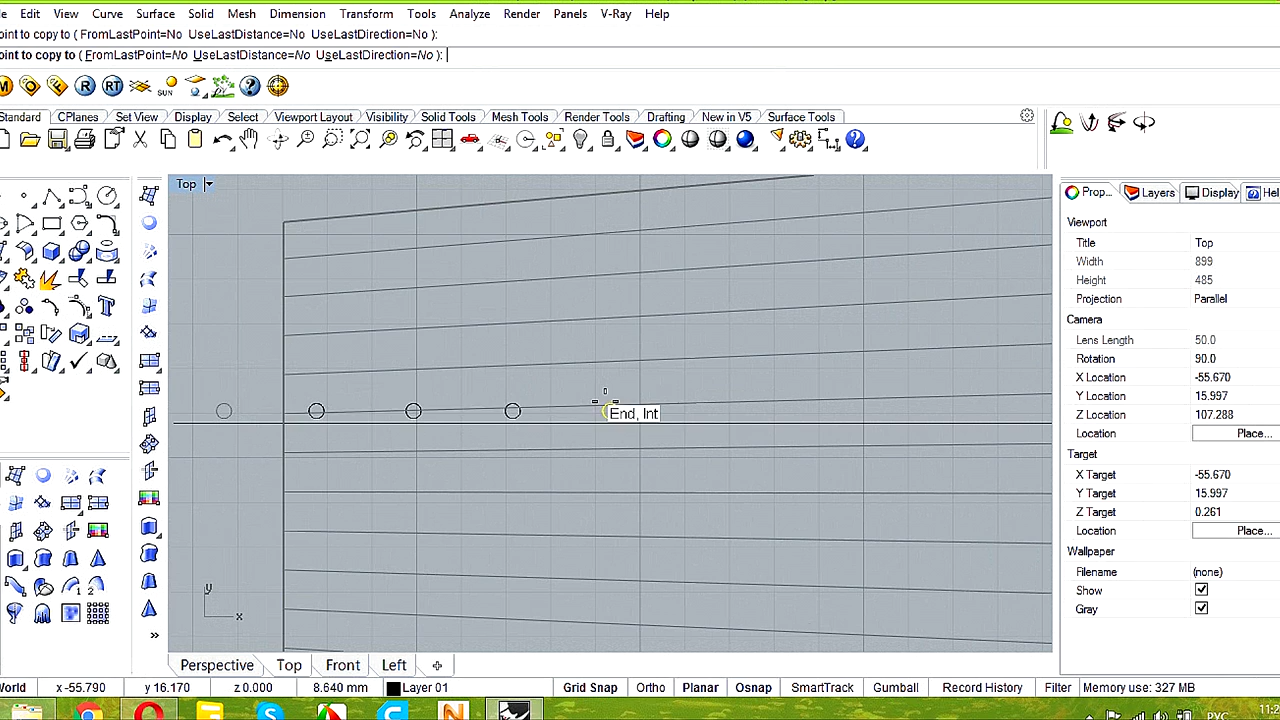 Edit View Curve Surface Solid Mesh Dimension Transform Tools Analyze Render Panels V-Ray Help
oint to copy to ( FromLastPoint=No UseLastDistance=No UseLastDirection=No ):
oint to copy to ( FromLastPoint=No UseLastDistance=No UseLastDirection=No ):
M O F R RT SUN
Standard CPlanes Set View Display Select Viewport Layout Visibility Solid Tools Mesh Tools Render Tools Drafting New in V5 Surface Tools
Top
Prop... Layers Display Hel
Viewport
Title Top
Width 899
Height 485
Projection Parallel
Camera
Lens Length 50.0
Rotation 90.0
X Location -55.670
Y Location 15.997
Z Location 107.288
Location Place...
Target
X Target -55.670
Y Target 15.997
Z Target 0.261
Location Place...
Wallpaper
Filename (none)
Show
Gray
End, Int
y
x
Perspective Top Front Left
World x -55.790 y 16.170 z 0.000 8.640 mm Layer 01 Grid Snap Ortho Planar Osnap SmartTrack Gumball Record History Filter Memory use: 327 MB
РУС 11:2